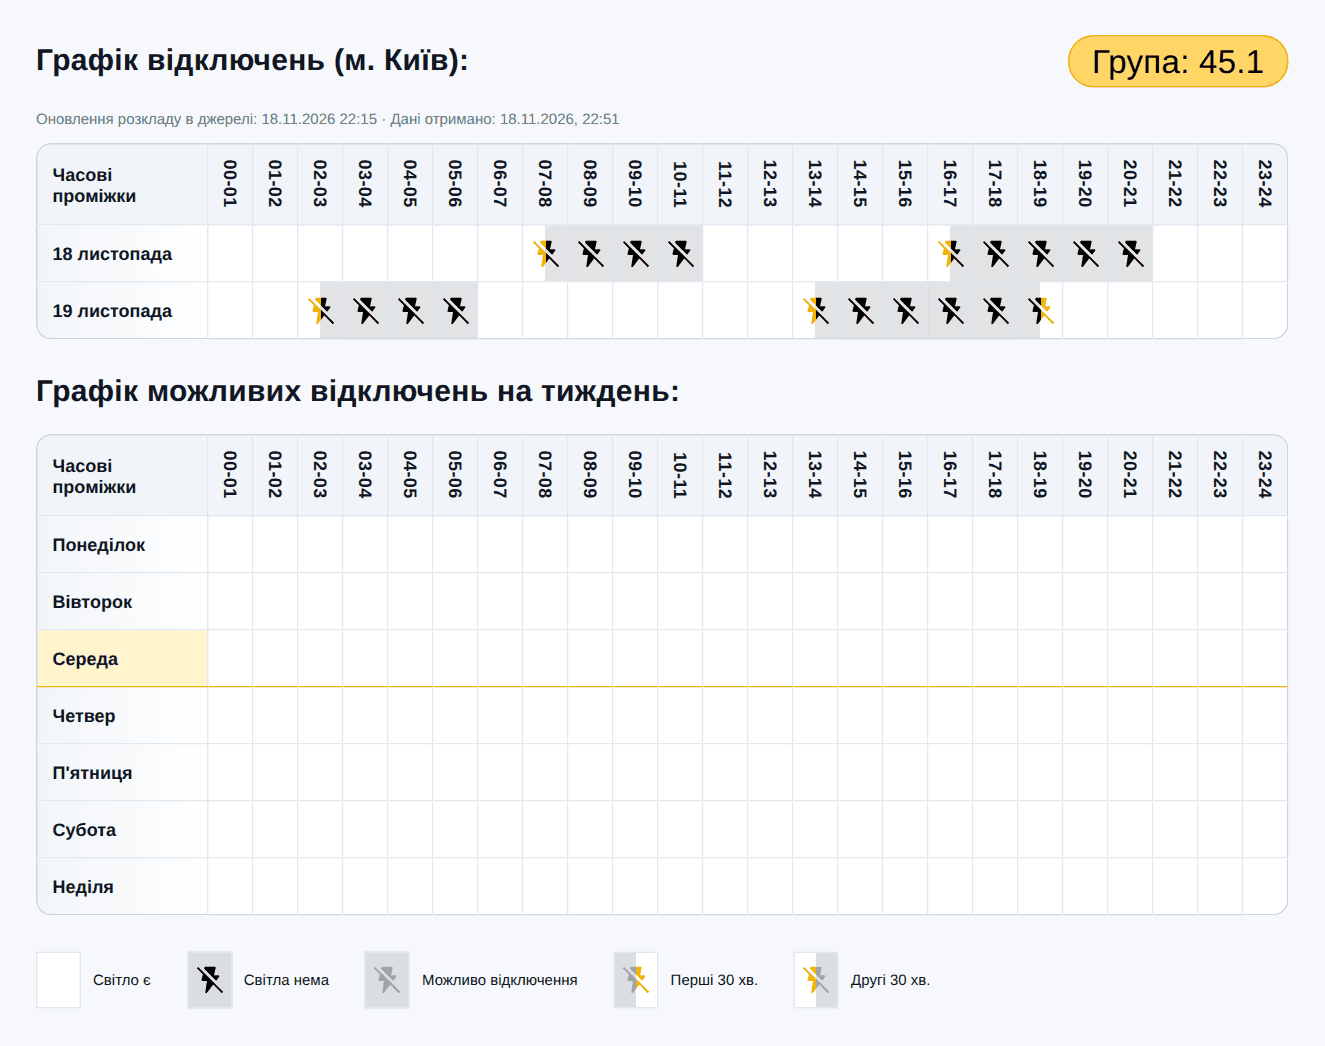 Графік відключень (м. Київ):
Група: 45.1
Оновлення розкладу в джерелі: 18.11.2026 22:15 · Дані отримано: 18.11.2026, 22:51
Часові проміжки 00-01 01-02 02-03 03-04 04-05 05-06 06-07 07-08 08-09 09-10 10-11 11-12 12-13 13-14 14-15 15-16 16-17 17-18 18-19 19-20 20-21 21-22 22-23 23-24
18 листопада
19 листопада
Графік можливих відключень на тиждень:
Часові проміжки 00-01 01-02 02-03 03-04 04-05 05-06 06-07 07-08 08-09 09-10 10-11 11-12 12-13 13-14 14-15 15-16 16-17 17-18 18-19 19-20 20-21 21-22 22-23 23-24
Понеділок
Вівторок
Середа
Четвер
П'ятниця
Субота
Неділя
Світло є Світла нема Можливо відключення Перші 30 хв. Другі 30 хв.